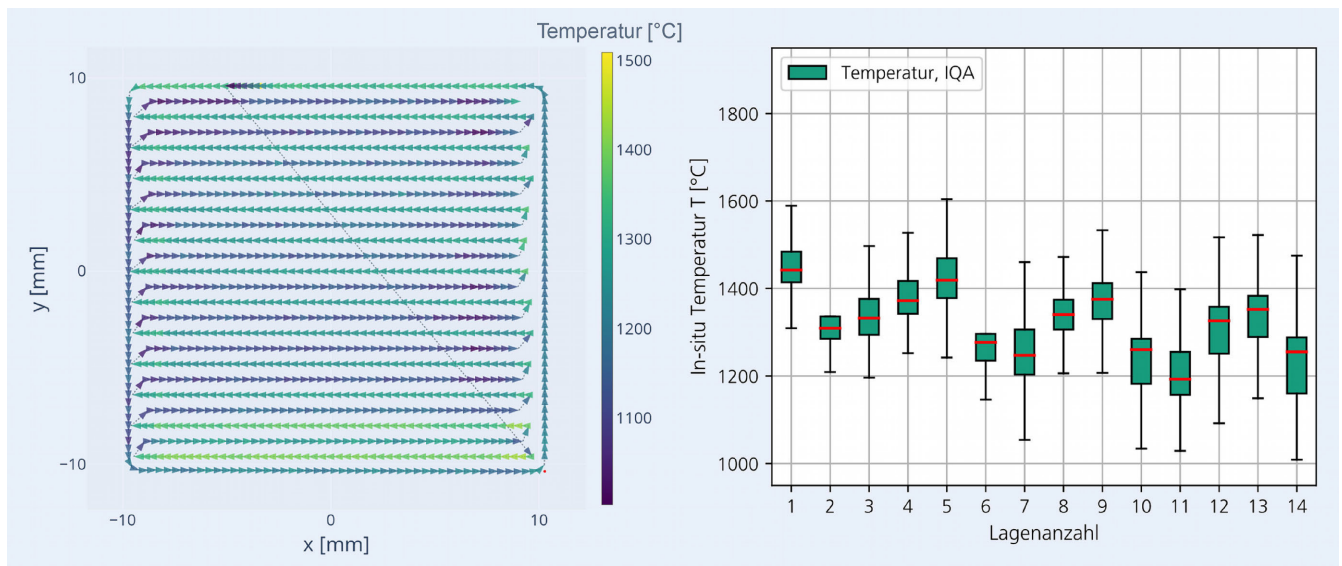 Temperatur [°C]
10
0
−10
y [mm]
−10
0
10
x [mm]
1500
1400
1300
1200
1100
Temperatur, IQA
In-situ Temperatur T [°C]
1800
1600
1400
1200
1000
1 2 3 4 5 6 7 8 9 10 11 12 13 14
Lagenanzahl